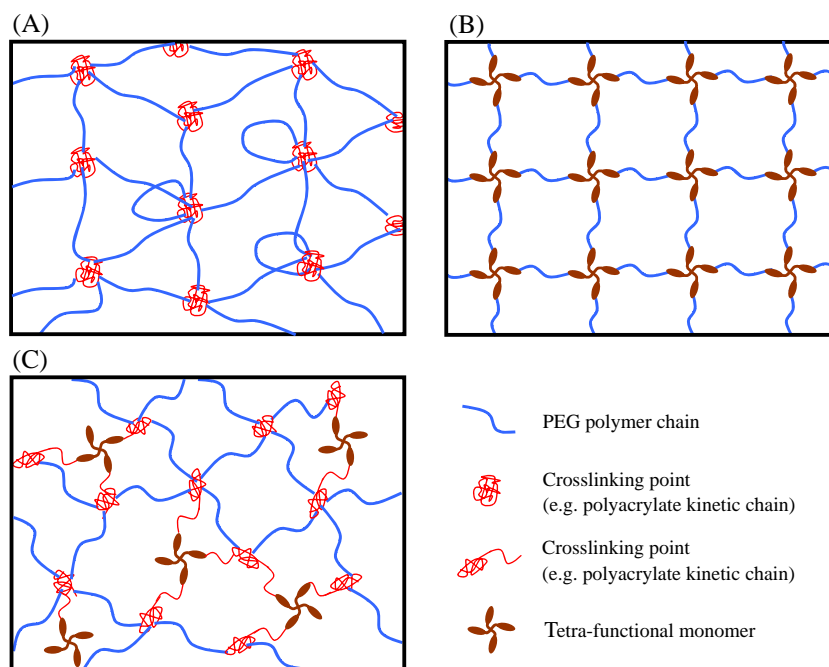 (A)
(B)
(C)
PEG polymer chain
Crosslinking point
(e.g. polyacrylate kinetic chain)
Crosslinking point
(e.g. polyacrylate kinetic chain)
Tetra-functional monomer